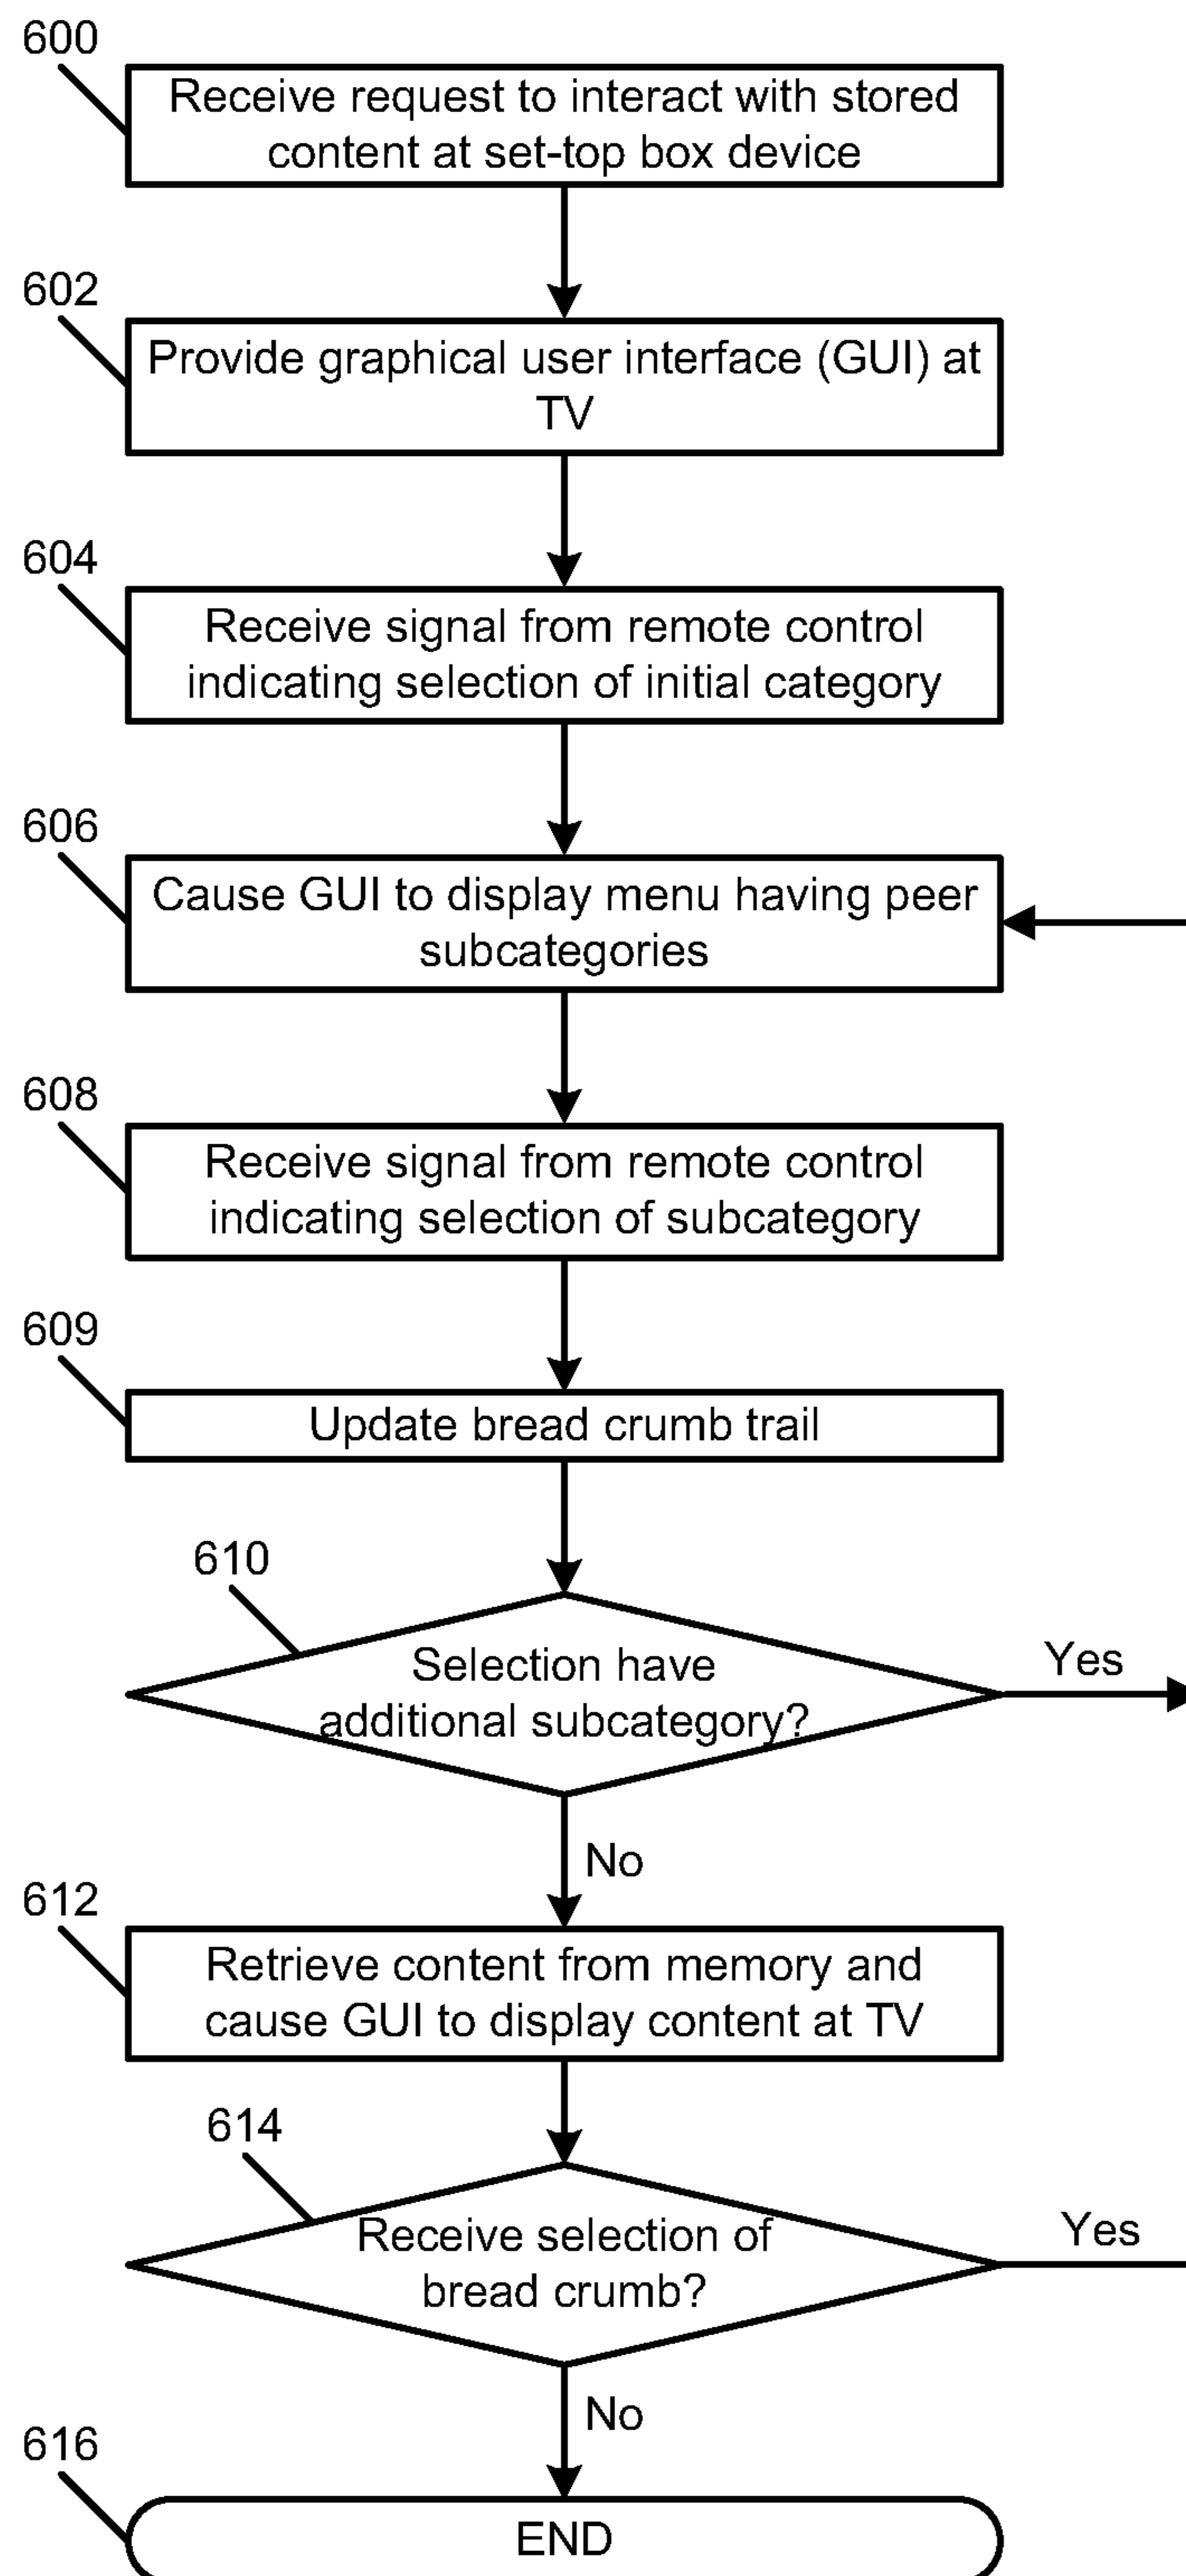 600
Receive request to interact with stored
content at set-top box device
602
Provide graphical user interface (GUI) at
TV
604
Receive signal from remote control
indicating selection of initial category
606
Cause GUI to display menu having peer
subcategories
608
Receive signal from remote control
indicating selection of subcategory
609
Update bread crumb trail
610
Selection have
additional subcategory?
Yes
No
612
Retrieve content from memory and
cause GUI to display content at TV
614
Receive selection of
bread crumb?
Yes
No
616
END